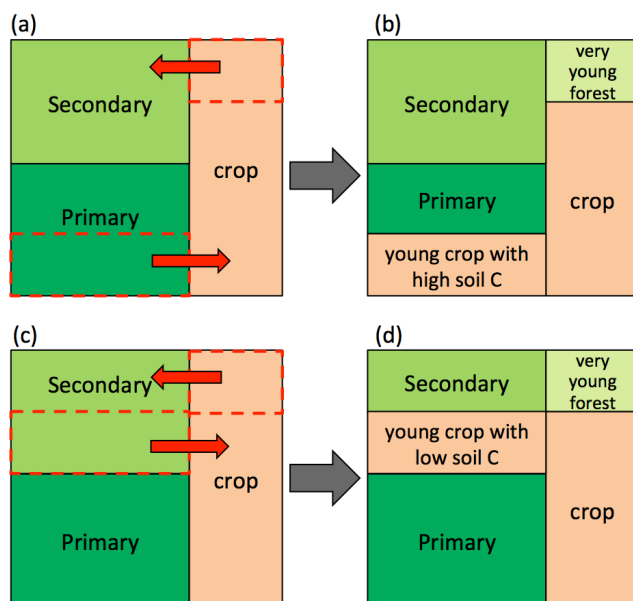 (a)
Secondary
Primary
crop
(b)
Secondary
very
young
forest
Primary
crop
young crop with
high soil C
(c)
Secondary
crop
Primary
(d)
Secondary
very
young
forest
young crop with
low soil C
crop
Primary